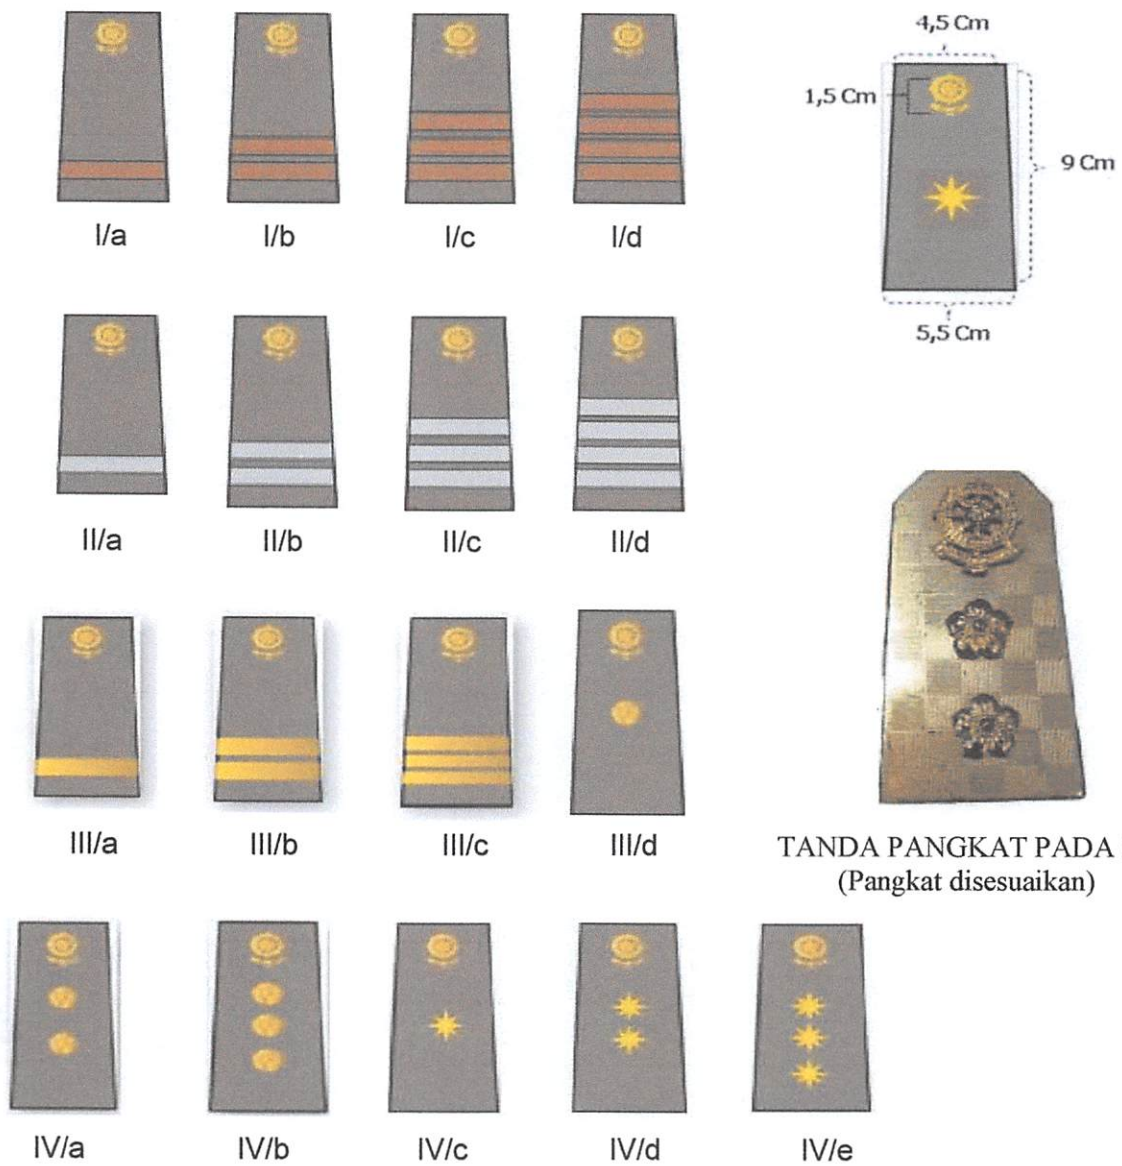 I/a
I/b
I/c
I/d
4,5 Cm
1,5 Cm
9 Cm
5,5 Cm
II/a
II/b
II/c
II/d
III/a
III/b
III/c
III/d
TANDA PANGKAT PADA
(Pangkat disesuaikan)
IV/a
IV/b
IV/c
IV/d
IV/e